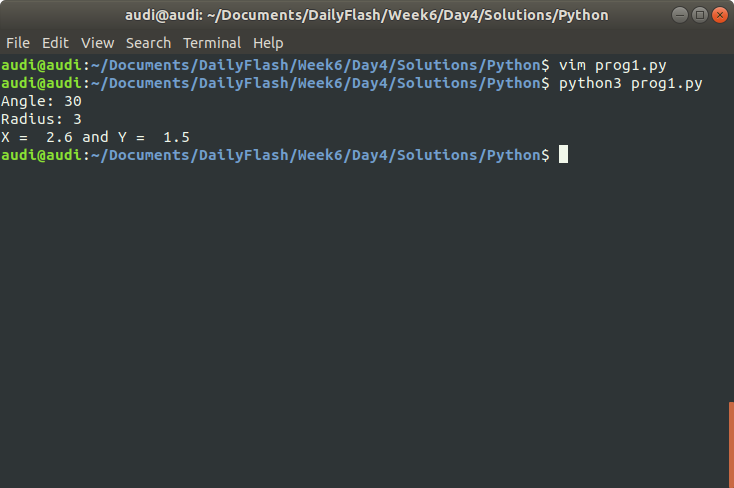 audi@audi: ~/Documents/DailyFlash/Week6/Day4/Solutions/Python
File Edit View Search Terminal Help
audi@audi:~/Documents/DailyFlash/Week6/Day4/Solutions/Python$ vim prog1.py
audi@audi:~/Documents/DailyFlash/Week6/Day4/Solutions/Python$ python3 prog1.py
Angle: 30
Radius: 3
X =  2.6 and Y =  1.5
audi@audi:~/Documents/DailyFlash/Week6/Day4/Solutions/Python$